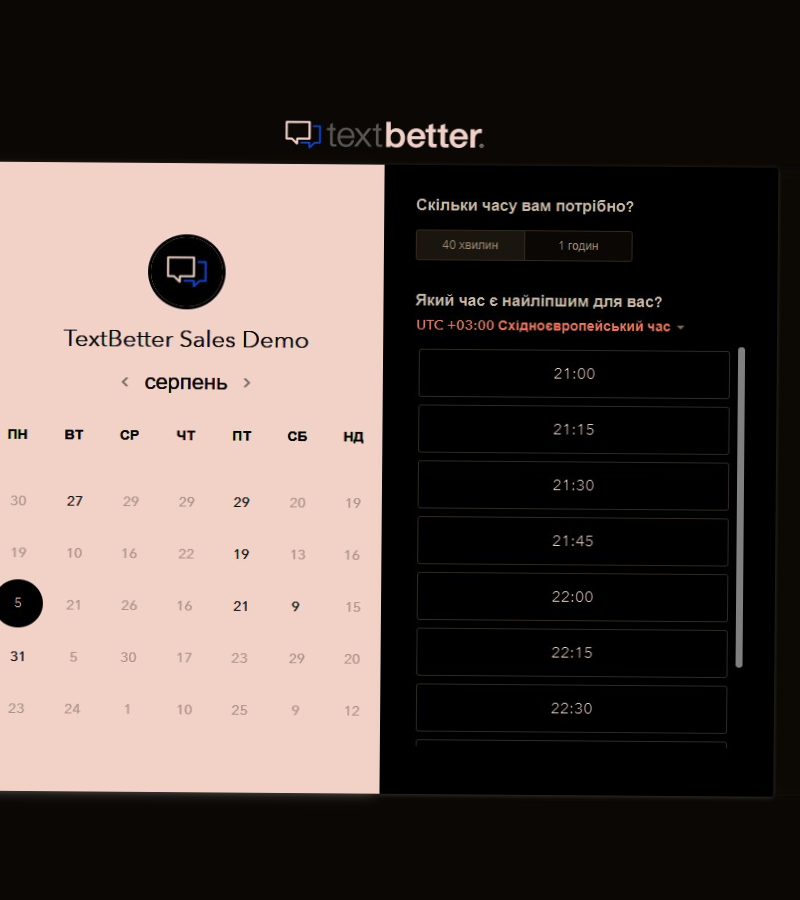 textbetter.
TextBetter Sales Demo
серпень
ПН ВТ СР ЧТ ПТ СБ НД
30 27 29 29 29 20 19
19 10 16 22 19 13 16
5 21 26 16 21 9 15
31 5 30 17 23 29 20
23 24 1 10 25 9 12
Скільки часу вам потрібно?
40 хвилин 1 годин
Який час є найліпшим для вас?
UTC +03:00 Східноєвропейський час
21:00
21:15
21:30
21:45
22:00
22:15
22:30